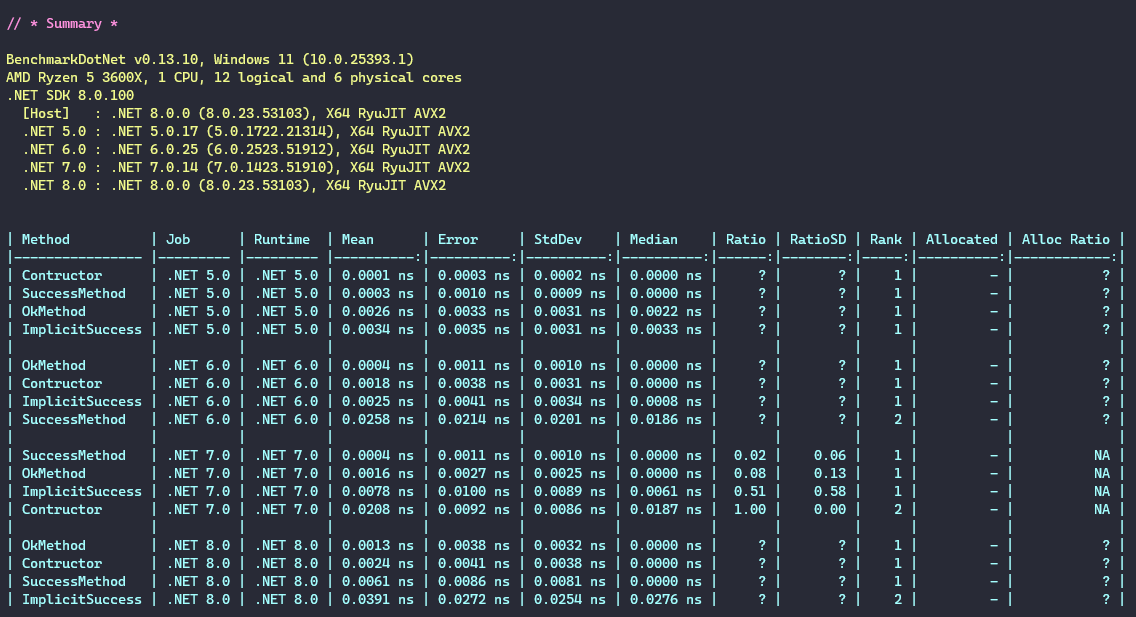 // * Summary *
BenchmarkDotNet v0.13.10, Windows 11 (10.0.25393.1)
AMD Ryzen 5 3600X, 1 CPU, 12 logical and 6 physical cores
.NET SDK 8.0.100
[Host]   : .NET 8.0.0 (8.0.23.53103), X64 RyuJIT AVX2
.NET 5.0 : .NET 5.0.17 (5.0.1722.21314), X64 RyuJIT AVX2
.NET 6.0 : .NET 6.0.25 (6.0.2523.51912), X64 RyuJIT AVX2
.NET 7.0 : .NET 7.0.14 (7.0.1423.51910), X64 RyuJIT AVX2
.NET 8.0 : .NET 8.0.0 (8.0.23.53103), X64 RyuJIT AVX2
| Method          | Job      | Runtime  | Mean      | Error     | StdDev    | Median    | Ratio | RatioSD | Rank | Allocated | Alloc Ratio |
|---------------- |--------- |--------- |----------:|----------:|----------:|----------:|------:|--------:|-----:|----------:|------------:|
| Contructor      | .NET 5.0 | .NET 5.0 | 0.0001 ns | 0.0003 ns | 0.0002 ns | 0.0000 ns |     ? |       ? |    1 |         - |           ? |
| SuccessMethod   | .NET 5.0 | .NET 5.0 | 0.0003 ns | 0.0010 ns | 0.0009 ns | 0.0000 ns |     ? |       ? |    1 |         - |           ? |
| OkMethod        | .NET 5.0 | .NET 5.0 | 0.0026 ns | 0.0033 ns | 0.0031 ns | 0.0022 ns |     ? |       ? |    1 |         - |           ? |
| ImplicitSuccess | .NET 5.0 | .NET 5.0 | 0.0034 ns | 0.0035 ns | 0.0031 ns | 0.0033 ns |     ? |       ? |    1 |         - |           ? |
|                 |          |          |           |           |           |           |       |         |      |           |             |
| OkMethod        | .NET 6.0 | .NET 6.0 | 0.0004 ns | 0.0011 ns | 0.0010 ns | 0.0000 ns |     ? |       ? |    1 |         - |           ? |
| Contructor      | .NET 6.0 | .NET 6.0 | 0.0018 ns | 0.0038 ns | 0.0031 ns | 0.0000 ns |     ? |       ? |    1 |         - |           ? |
| ImplicitSuccess | .NET 6.0 | .NET 6.0 | 0.0025 ns | 0.0041 ns | 0.0034 ns | 0.0008 ns |     ? |       ? |    1 |         - |           ? |
| SuccessMethod   | .NET 6.0 | .NET 6.0 | 0.0258 ns | 0.0214 ns | 0.0201 ns | 0.0186 ns |     ? |       ? |    2 |         - |           ? |
|                 |          |          |           |           |           |           |       |         |      |           |             |
| SuccessMethod   | .NET 7.0 | .NET 7.0 | 0.0004 ns | 0.0011 ns | 0.0010 ns | 0.0000 ns |  0.02 |    0.06 |    1 |         - |          NA |
| OkMethod        | .NET 7.0 | .NET 7.0 | 0.0016 ns | 0.0027 ns | 0.0025 ns | 0.0000 ns |  0.08 |    0.13 |    1 |         - |          NA |
| ImplicitSuccess | .NET 7.0 | .NET 7.0 | 0.0078 ns | 0.0100 ns | 0.0089 ns | 0.0061 ns |  0.51 |    0.58 |    1 |         - |          NA |
| Contructor      | .NET 7.0 | .NET 7.0 | 0.0208 ns | 0.0092 ns | 0.0086 ns | 0.0187 ns |  1.00 |    0.00 |    2 |         - |          NA |
|                 |          |          |           |           |           |           |       |         |      |           |             |
| OkMethod        | .NET 8.0 | .NET 8.0 | 0.0013 ns | 0.0038 ns | 0.0032 ns | 0.0000 ns |     ? |       ? |    1 |         - |           ? |
| Contructor      | .NET 8.0 | .NET 8.0 | 0.0024 ns | 0.0041 ns | 0.0038 ns | 0.0000 ns |     ? |       ? |    1 |         - |           ? |
| SuccessMethod   | .NET 8.0 | .NET 8.0 | 0.0061 ns | 0.0086 ns | 0.0081 ns | 0.0000 ns |     ? |       ? |    1 |         - |           ? |
| ImplicitSuccess | .NET 8.0 | .NET 8.0 | 0.0391 ns | 0.0272 ns | 0.0254 ns | 0.0276 ns |     ? |       ? |    2 |         - |           ? |